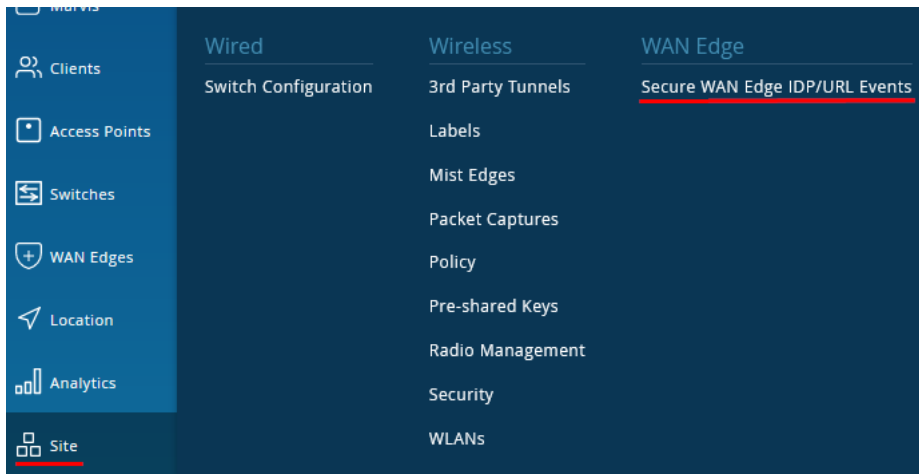 Marvis
Clients
Access Points
Switches
WAN Edges
Location
Analytics
Site
Wired
Switch Configuration
Wireless
3rd Party Tunnels
Labels
Mist Edges
Packet Captures
Policy
Pre-shared Keys
Radio Management
Security
WLANs
WAN Edge
Secure WAN Edge IDP/URL Events